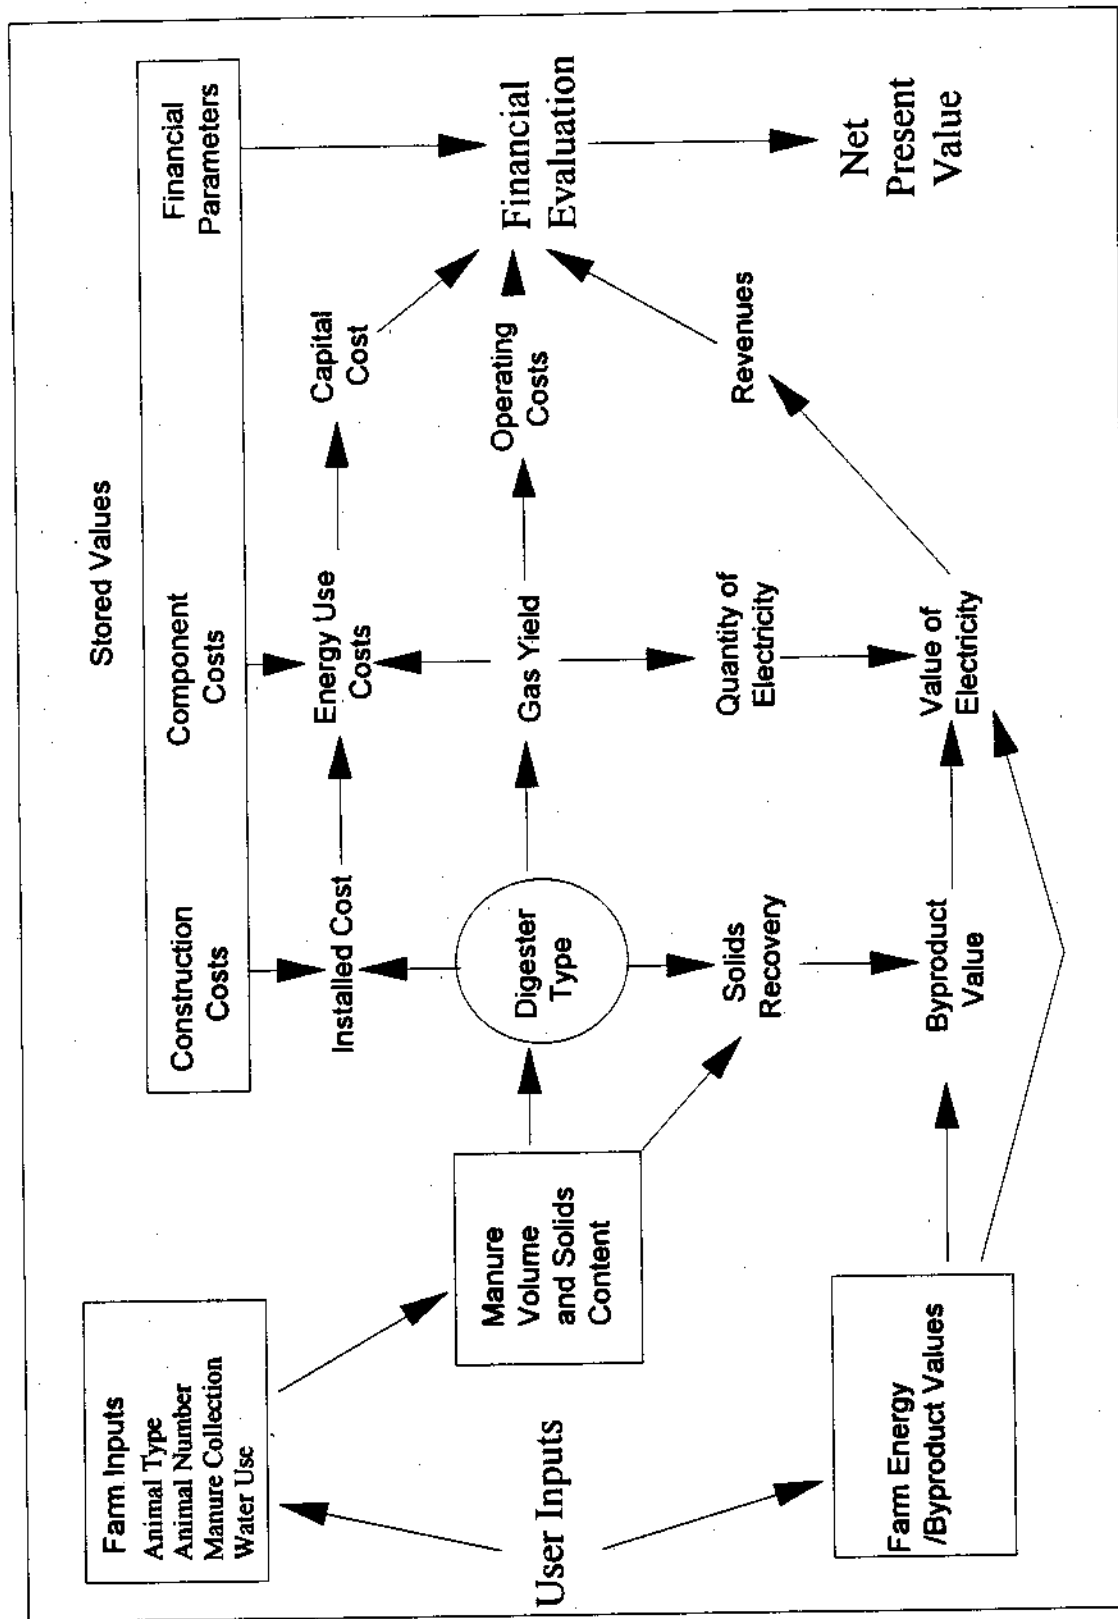 Stored Values
Construction
Costs
Component
Costs
Financial
Parameters
Farm Inputs
Animal Type
Animal Number
Manure Collection
Water Use
Installed Cost
Energy Use
Costs
Capital
Cost
User Inputs
Manure
Volume
and Solids
Content
Digester
Type
Gas Yield
Operating
Costs
Financial
Evaluation
Solids
Recovery
Quantity of
Electricity
Revenues
Farm Energy
/Byproduct Values
Byproduct
Value
Value of
Electricity
Net
Present
Value